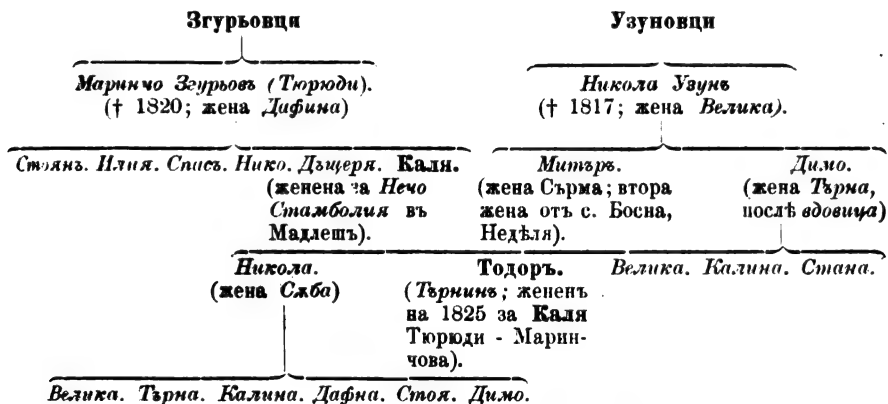 Згурьовци
Узуновци
Маринчо Згурьовъ (Тюрюди).
(† 1820; жена Дафина)
Никола Узунъ
(† 1817; жена Велика).
Стоянъ. Илия. Спасъ. Нико. Дъщеря. Каля.
(женена за Нечо
Стамболия въ
Мадлешъ).
Митъръ.
(жена Сърма; втора
жена отъ с. Босна,
Недѣля).
Димо.
(жена Търна,
послѣ вдовица)
Никола.
(жена Сѫба)
Тодоръ.
(Търнинъ; жененъ
на 1825 за Каля
Тюрюди - Марин-
чова).
Велика. Калина. Стана.
Велика. Търна. Калина. Дафна. Стоя. Димо.